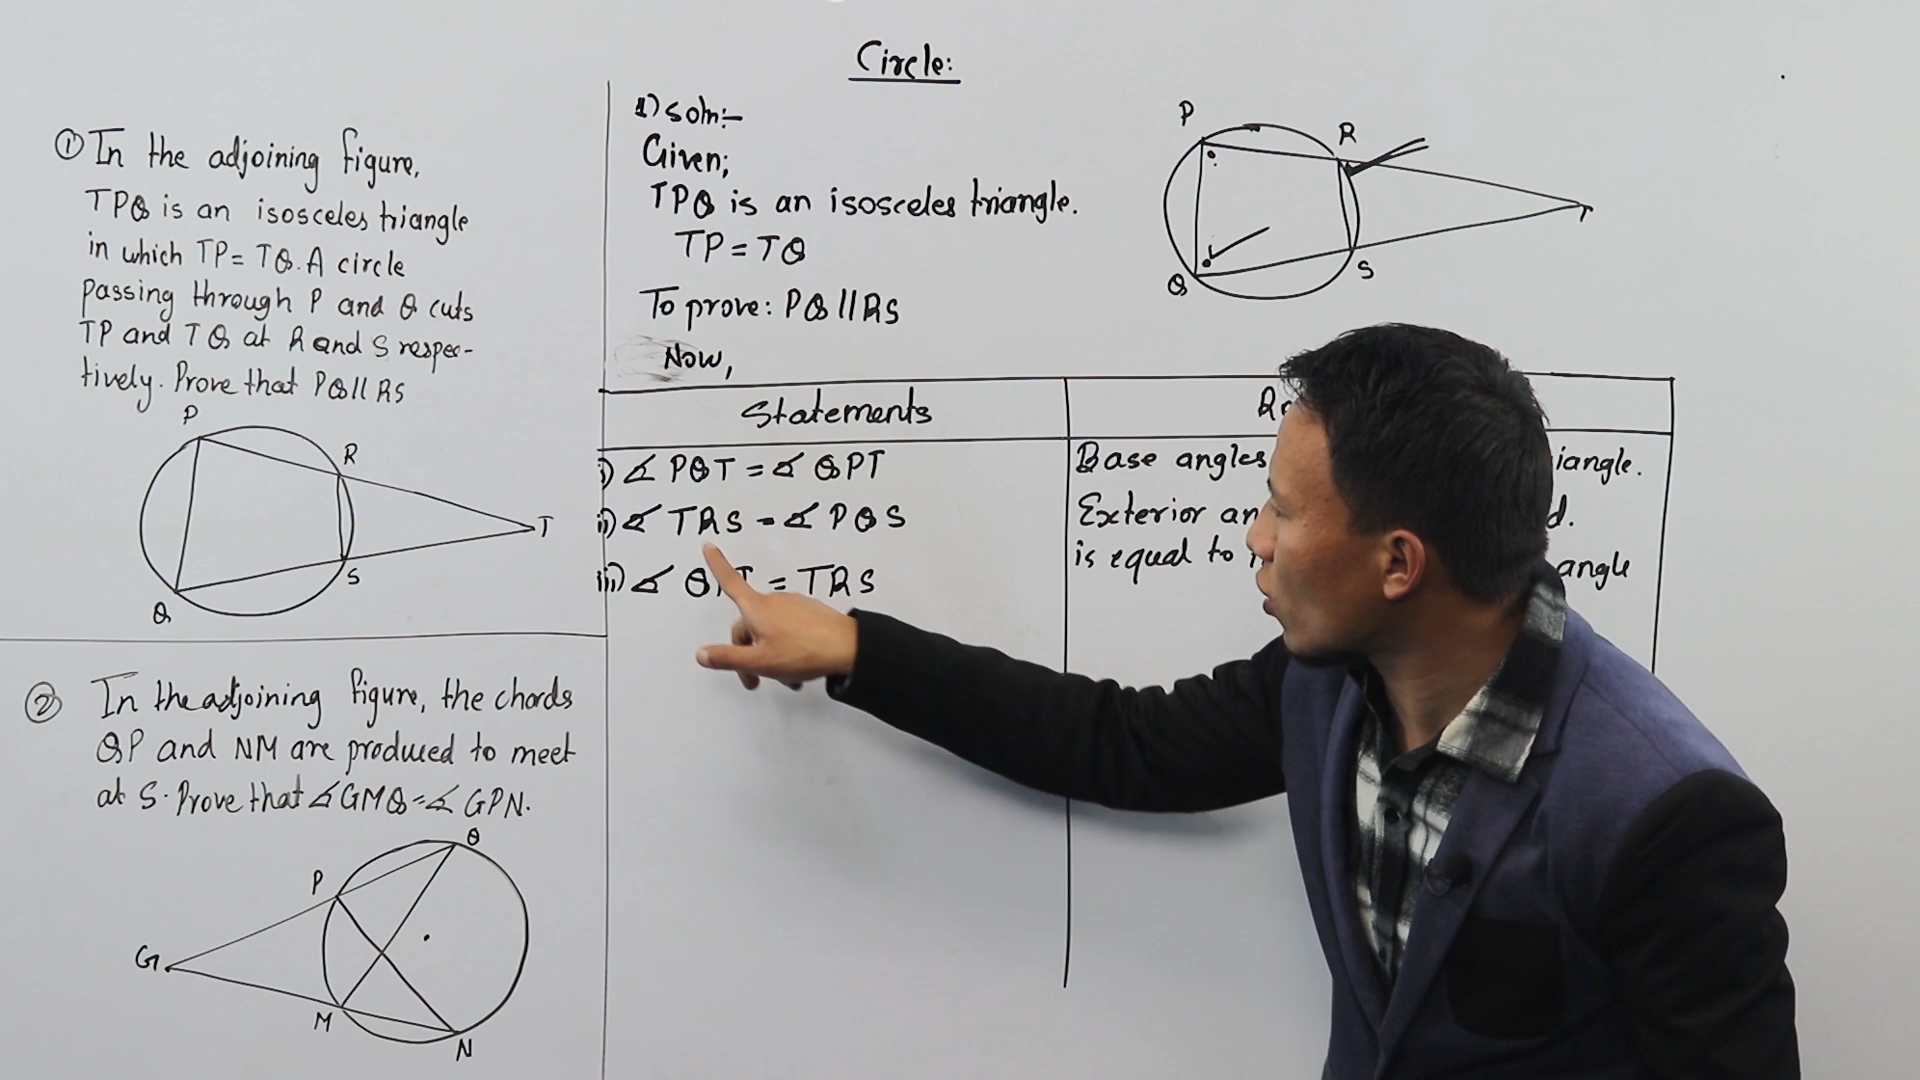 Circle:
① In the adjoining figure,
TPQ is an isosceles triangle
in which TP = TQ. A circle
passing through P and Q cuts
TP and TQ at R and S respec-
tively. Prove that PQ || RS
P
R
T
S
Q
② In the adjoining figure, the chords
QP and NM are produced to meet
at S. Prove that ∡GMQ = ∡GPN.
Q
P
G
M
N
1) soln:-
Given;
TPQ is an isosceles triangle.
TP = TQ
To prove: PQ || RS
Now,
P
R
T
S
Q
Statements
i) ∡ PQT = ∡ QPT
Base angles iangle.
ii) ∡ TRS = ∡ PQS
Exterior an d.
is equal to angle
iii) ∡ Q T = TRS